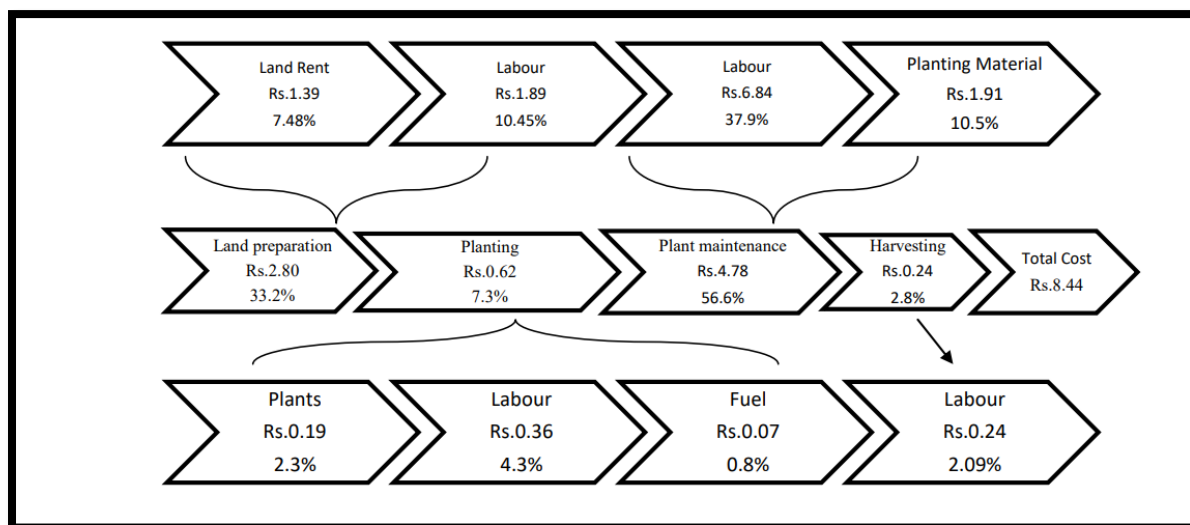 Land Rent
Rs.1.39
7.48%
Labour
Rs.1.89
10.45%
Labour
Rs.6.84
37.9%
Planting Material
Rs.1.91
10.5%
Land preparation
Rs.2.80
33.2%
Planting
Rs.0.62
7.3%
Plant maintenance
Rs.4.78
56.6%
Harvesting
Rs.0.24
2.8%
Total Cost
Rs.8.44
Plants
Rs.0.19
2.3%
Labour
Rs.0.36
4.3%
Fuel
Rs.0.07
0.8%
Labour
Rs.0.24
2.09%